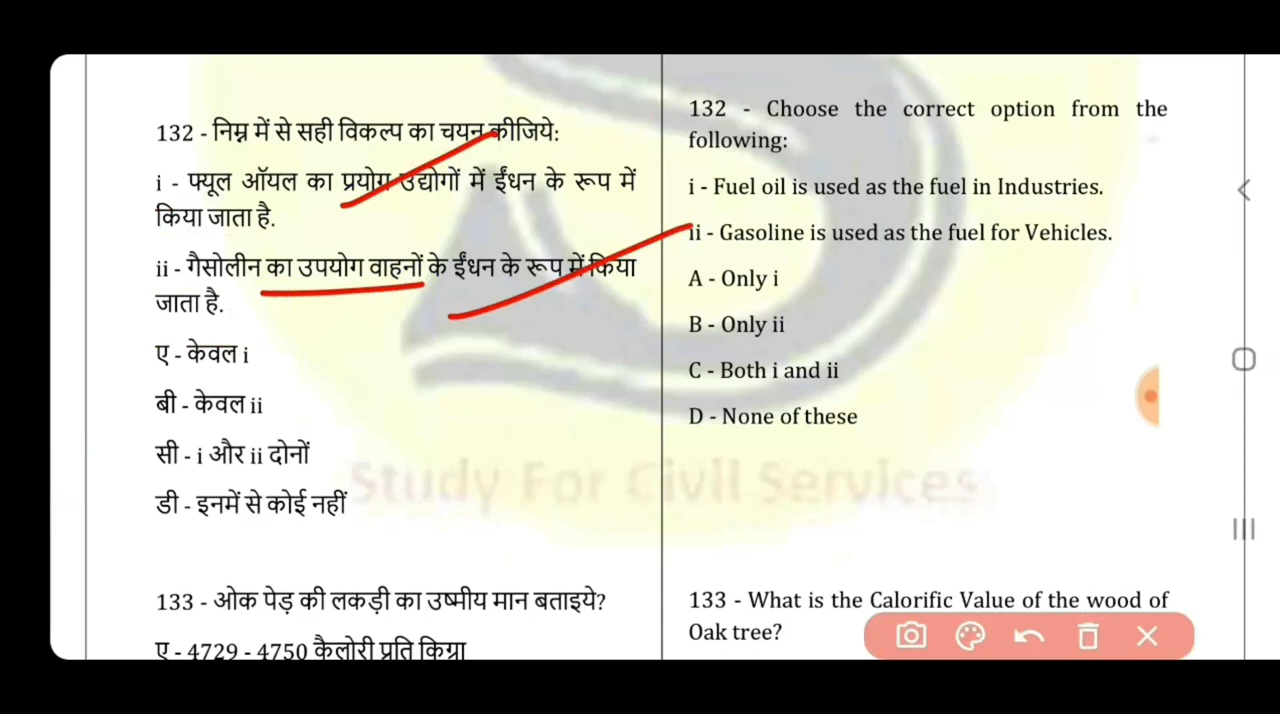 132 - निम्न में से सही विकल्प का चयन कीजिये:
i - फ्यूल ऑयल का प्रयोग उद्योगों में ईंधन के रूप में
किया जाता है.
ii - गैसोलीन का उपयोग वाहनों के ईंधन के रूप में किया
जाता है.
ए - केवल i
बी - केवल ii
सी - i और ii दोनों
डी - इनमें से कोई नहीं
133 - ओक पेड़ की लकड़ी का उष्मीय मान बताइये?
ए - 4729 - 4750 कैलोरी प्रति किग्रा
132 - Choose the correct option from the
following:
i - Fuel oil is used as the fuel in Industries.
ii - Gasoline is used as the fuel for Vehicles.
A - Only i
B - Only ii
C - Both i and ii
D - None of these
133 - What is the Calorific Value of the wood of
Oak tree?
Study For Civil Services